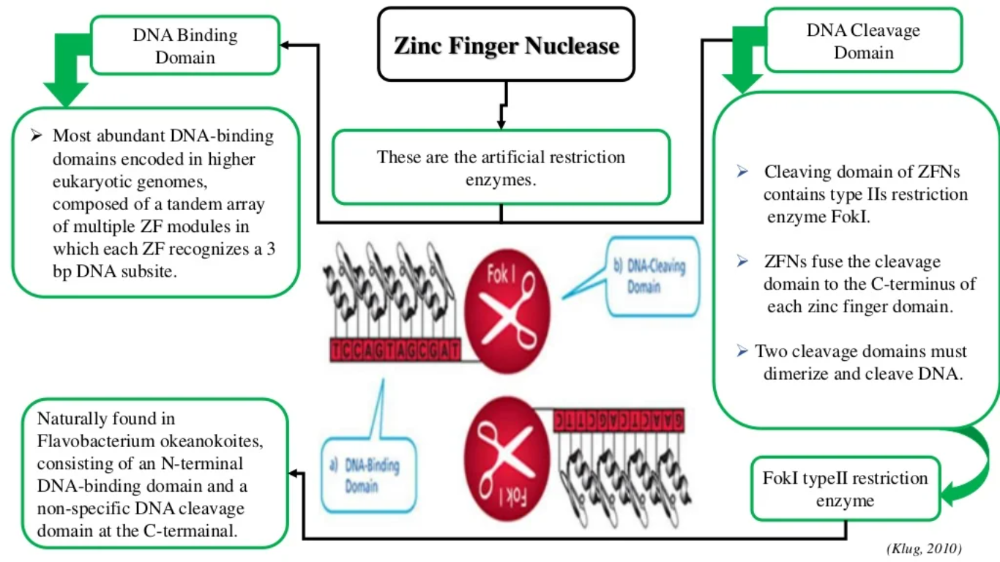 Zinc Finger Nuclease
DNA Binding
Domain
DNA Cleavage
Domain
These are the artificial restriction
enzymes.
➢ Most abundant DNA-binding
domains encoded in higher
eukaryotic genomes,
composed of a tandem array
of multiple ZF modules in
which each ZF recognizes a 3
bp DNA subsite.
➢ Cleaving domain of ZFNs
contains type IIs restriction
enzyme FokI.
➢ ZFNs fuse the cleavage
domain to the C-terminus of
each zinc finger domain.
➢ Two cleavage domains must
dimerize and cleave DNA.
Fok I
b) DNA-Cleaving
Domain
TCCAGTAGCGAT
GAACTCACGCTTC
Fok I
a) DNA-Binding
Domain
Naturally found in
Flavobacterium okeanokoites,
consisting of an N-terminal
DNA-binding domain and a
non-specific DNA cleavage
domain at the C-termainal.
FokI typeII restriction
enzyme
(Klug, 2010)